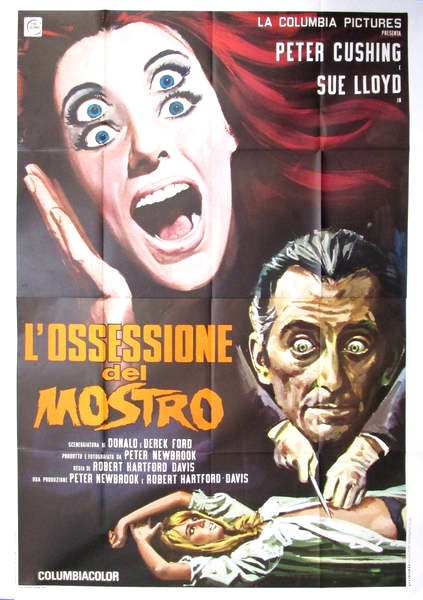 LA COLUMBIA PICTURES
PRESENTA
PETER CUSHING
E
SUE LLOYD
IN
L'OSSESSIONE
del
MOSTRO
SCENEGGIATURA DI DONALD E DEREK FORD
PRODOTTO E FOTOGRAFATO DA PETER NEWBROOK
REGIA DI ROBERT HARTFORD DAVIS
UNA PRODUZIONE PETER NEWBROOK E ROBERT HARTFORD-DAVIS
COLUMBIACOLOR